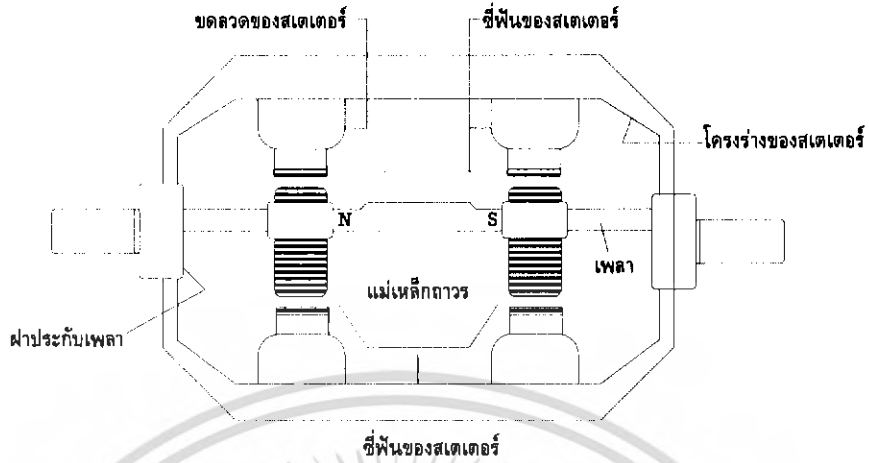 ขดลวดของสเตเตอร์
ซี่ฟันของสเตเตอร์
โครงร่างของสเตเตอร์
N
S
เพลา
แม่เหล็กถาวร
ฝาประกับเพลา
ซี่ฟันของสเตเตอร์